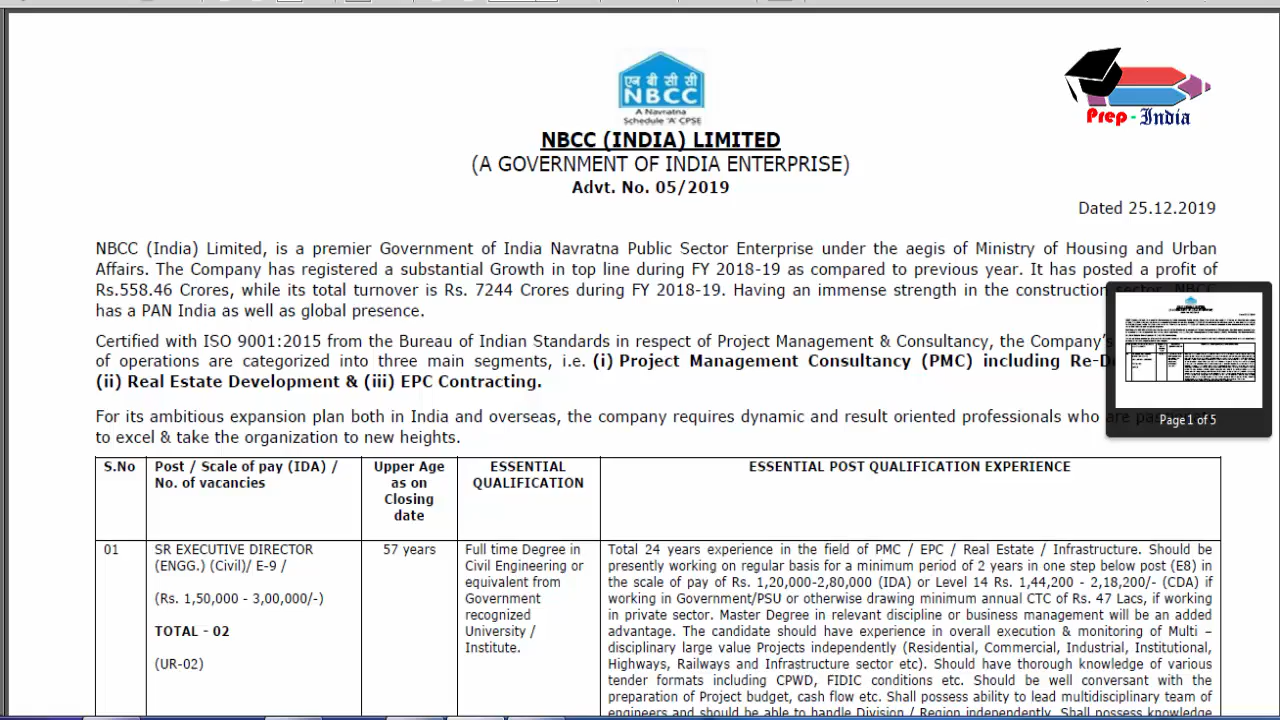 एन बी सी सी
NBCC
A Navratna
Schedule 'A' CPSE
Prep-India
NBCC (INDIA) LIMITED
(A GOVERNMENT OF INDIA ENTERPRISE)
Advt. No. 05/2019
Dated 25.12.2019
NBCC (India) Limited, is a premier Government of India Navratna Public Sector Enterprise under the aegis of Ministry of Housing and Urban
Affairs. The Company has registered a substantial Growth in top line during FY 2018-19 as compared to previous year. It has posted a profit of
Rs.558.46 Crores, while its total turnover is Rs. 7244 Crores during FY 2018-19. Having an immense strength in the construction sector, NBCC
has a PAN India as well as global presence.
Certified with ISO 9001:2015 from the Bureau of Indian Standards in respect of Project Management & Consultancy, the Company's
of operations are categorized into three main segments, i.e. (i) Project Management Consultancy (PMC) including Re-De
(ii) Real Estate Development & (iii) EPC Contracting.
For its ambitious expansion plan both in India and overseas, the company requires dynamic and result oriented professionals who are
to excel & take the organization to new heights.
Page 1 of 5
S.No Post / Scale of pay (IDA) / No. of vacancies Upper Age as on Closing date ESSENTIAL QUALIFICATION ESSENTIAL POST QUALIFICATION EXPERIENCE
01
SR EXECUTIVE DIRECTOR
(ENGG.) (Civil)/ E-9 /
(Rs. 1,50,000 - 3,00,000/-)
TOTAL - 02
(UR-02)
57 years
Full time Degree in
Civil Engineering or
equivalent from
Government
recognized
University /
Institute.
Total 24 years experience in the field of PMC / EPC / Real Estate / Infrastructure. Should be
presently working on regular basis for a minimum period of 2 years in one step below post (E8) in
the scale of pay of Rs. 1,20,000-2,80,000 (IDA) or Level 14 Rs. 1,44,200 - 2,18,200/- (CDA) if
working in Government/PSU or otherwise drawing minimum annual CTC of Rs. 47 Lacs, if working
in private sector. Master Degree in relevant discipline or business management will be an added
advantage. The candidate should have experience in overall execution & monitoring of Multi –
disciplinary large value Projects independently (Residential, Commercial, Industrial, Institutional,
Highways, Railways and Infrastructure sector etc). Should have thorough knowledge of various
tender formats including CPWD, FIDIC conditions etc. Should be well conversant with the
preparation of Project budget, cash flow etc. Shall possess ability to lead multidisciplinary team of
engineers and should be able to handle Division / Region independently. Shall possess knowledge